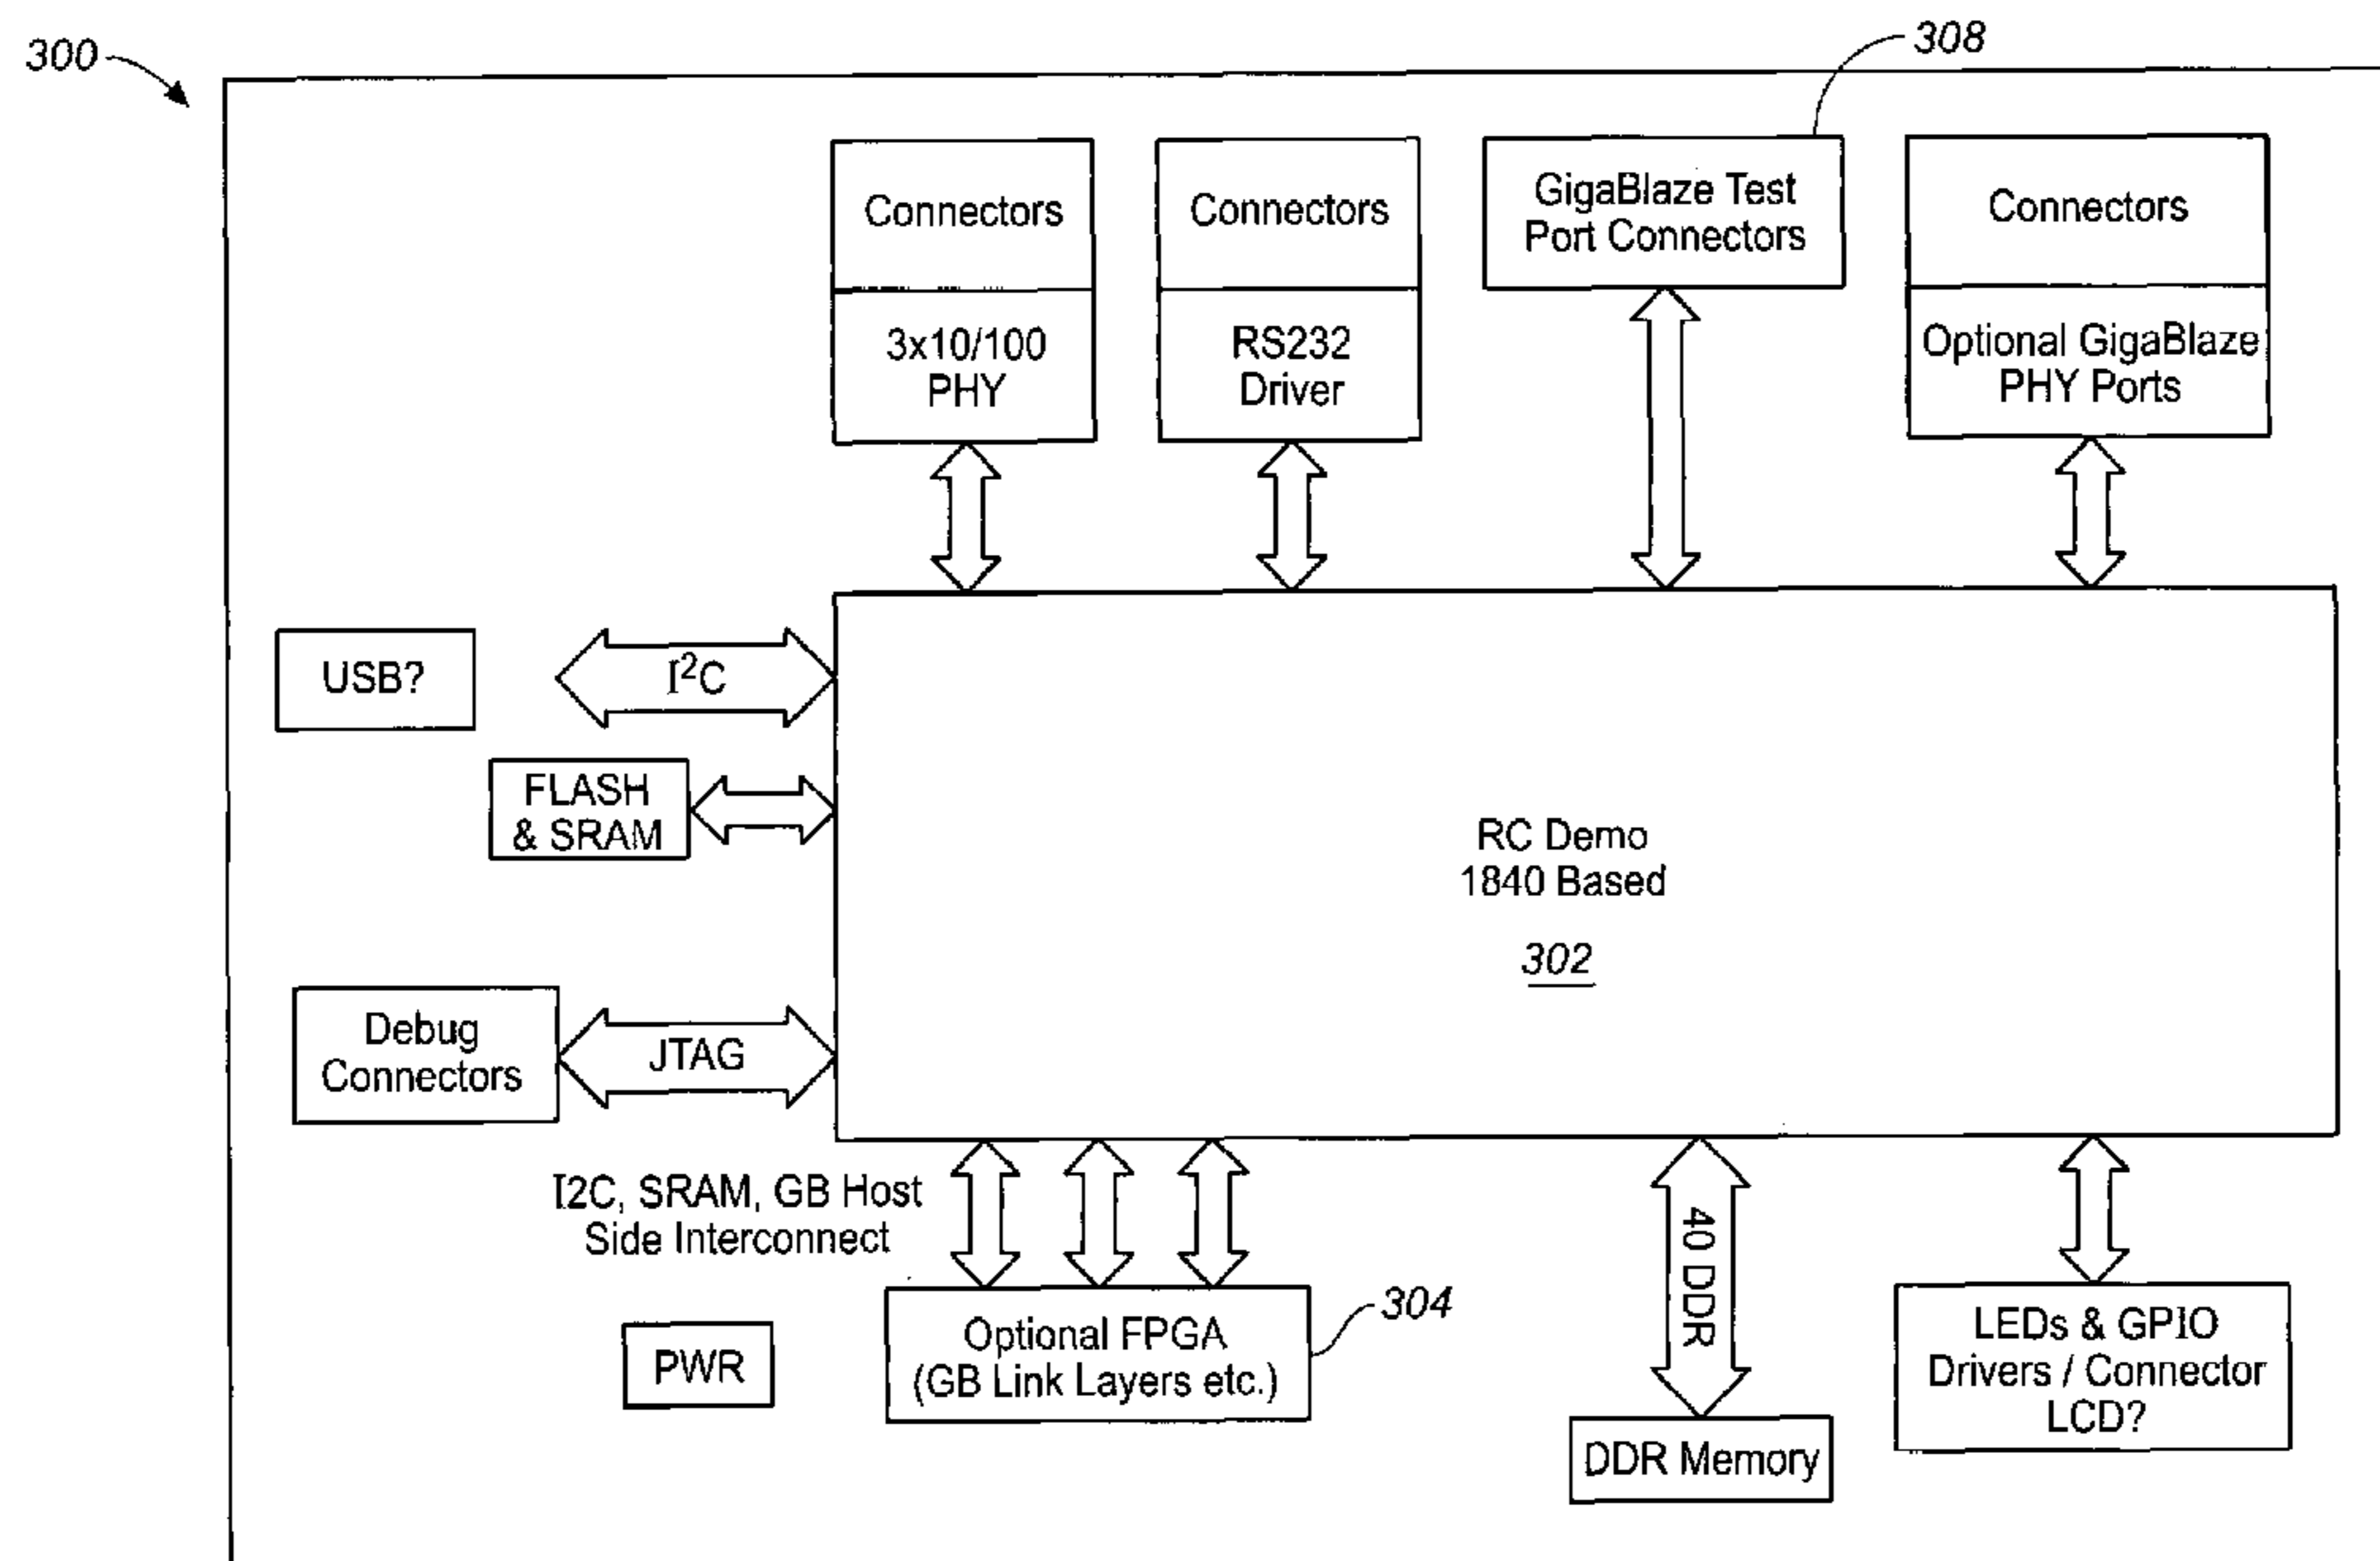 300
308
Connectors
3x10/100
PHY
Connectors
RS232
Driver
GigaBlaze Test
Port Connectors
Connectors
Optional GigaBlaze
PHY Ports
USB?
I²C
FLASH
& SRAM
RC Demo
1840 Based
302
Debug
Connectors
JTAG
I2C, SRAM, GB Host
Side Interconnect
40 DDR
PWR
Optional FPGA
(GB Link Layers etc.)
304
LEDs & GPIO
Drivers / Connector
LCD?
DDR Memory